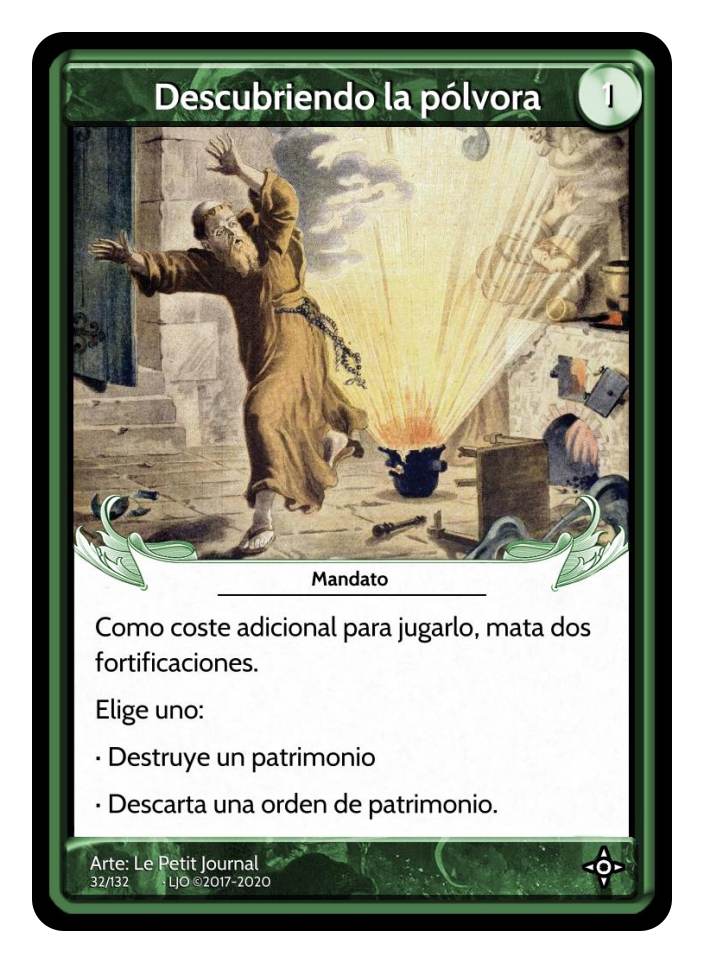 Descubriendo la pólvora
1
Mandato
Como coste adicional para jugarlo, mata dos
fortificaciones.
Elige uno:
· Destruye un patrimonio
· Descarta una orden de patrimonio.
Arte: Le Petit Journal
32/132 · LJO ©2017-2020